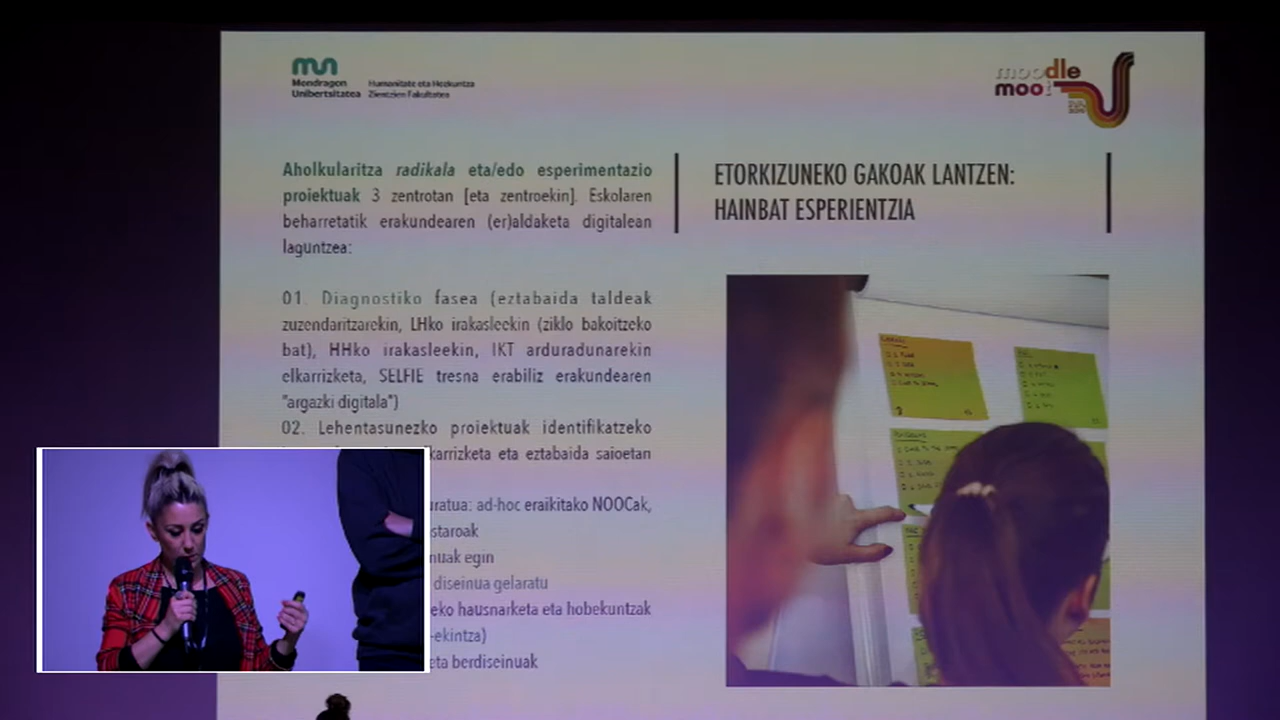 Mondragon
Unibertsitatea
Humanitate eta Hezkuntza
Zientzien Fakultatea
moodle
moo
Aholkularitza radikala eta/edo esperimentazio
proiektuak 3 zentrotan [eta zentroekin]. Eskolaren
beharretatik erakundearen (er)aldaketa digitalean
laguntzea:
01. Diagnostiko fasea (eztabaida taldeak
zuzendaritzarekin, LHko irakasleekin (ziklo bakoitzeko
bat), HHko irakasleekin, IKT arduradunarekin
elkarrizketa, SELFIE tresna erabiliz erakundearen
"argazki digitala")
02. Lehentasunezko proiektuak identifikatzeko
karrizketa eta eztabaida saioetan
uratua: ad-hoc eraikitako NOOCak,
staroak
nuak egin
diseinua gelaratu
eko hausnarketa eta hobekuntzak
-ekintza)
eta berdiseinuak
ETORKIZUNEKO GAKOAK LANTZEN:
HAINBAT ESPERIENTZIA